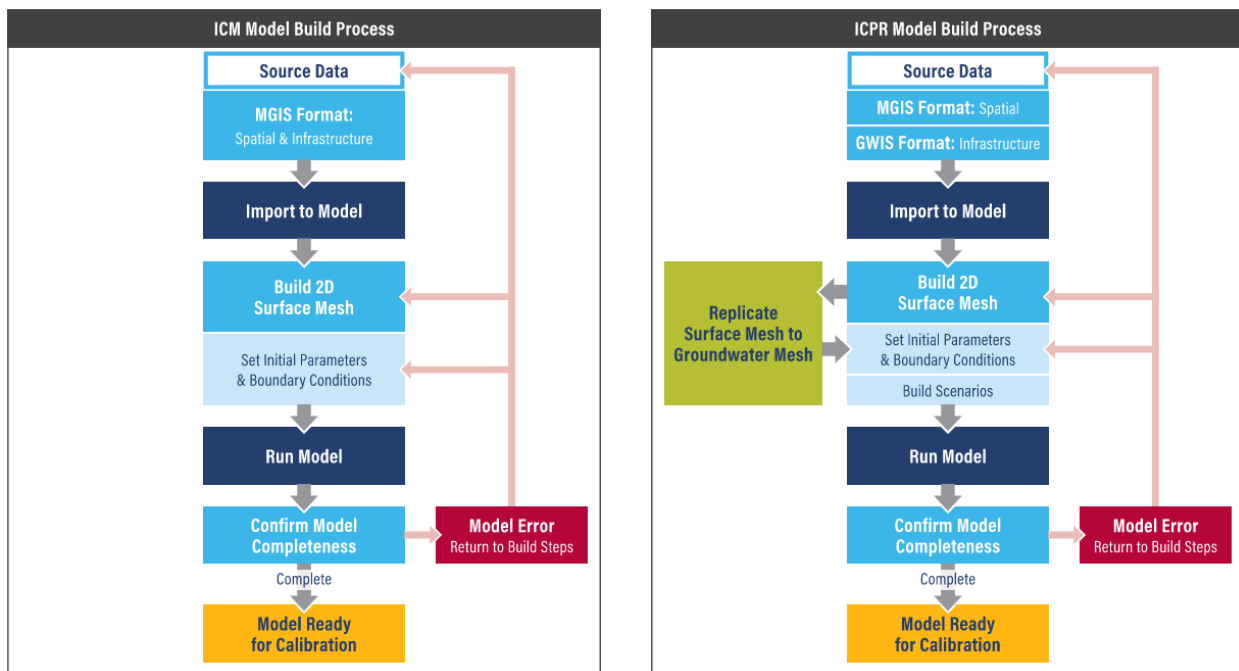 ICM Model Build Process
Source Data
MGIS Format:
Spatial & Infrastructure
Import to Model
Build 2D
Surface Mesh
Set Initial Parameters
& Boundary Conditions
Run Model
Confirm Model
Completeness
Model Error
Return to Build Steps
Complete
Model Ready
for Calibration
ICPR Model Build Process
Source Data
MGIS Format: Spatial
GWIS Format: Infrastructure
Import to Model
Build 2D
Surface Mesh
Replicate
Surface Mesh to
Groundwater Mesh
Set Initial Parameters
& Boundary Conditions
Build Scenarios
Run Model
Confirm Model
Completeness
Model Error
Return to Build Steps
Complete
Model Ready
for Calibration